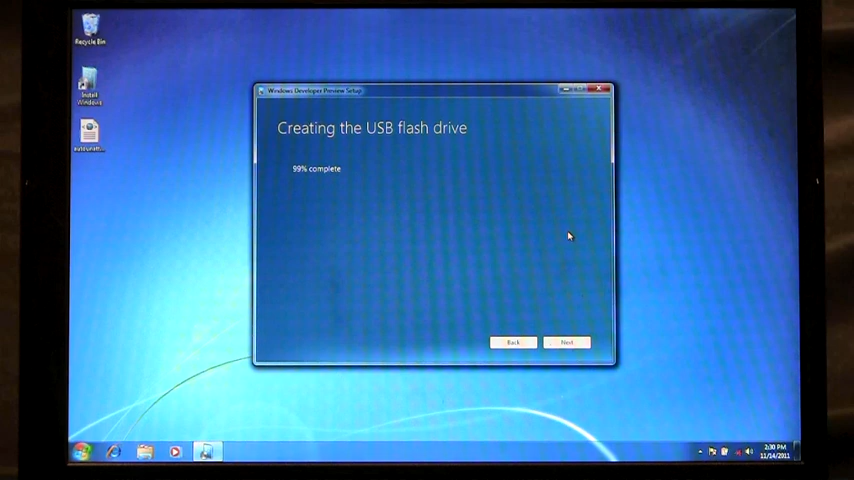 Recycle Bin
Install
Windows
Windows Developer Preview Setup
Creating the USB flash drive
99% complete
Back
Next
2:30 PM
11/14/2011